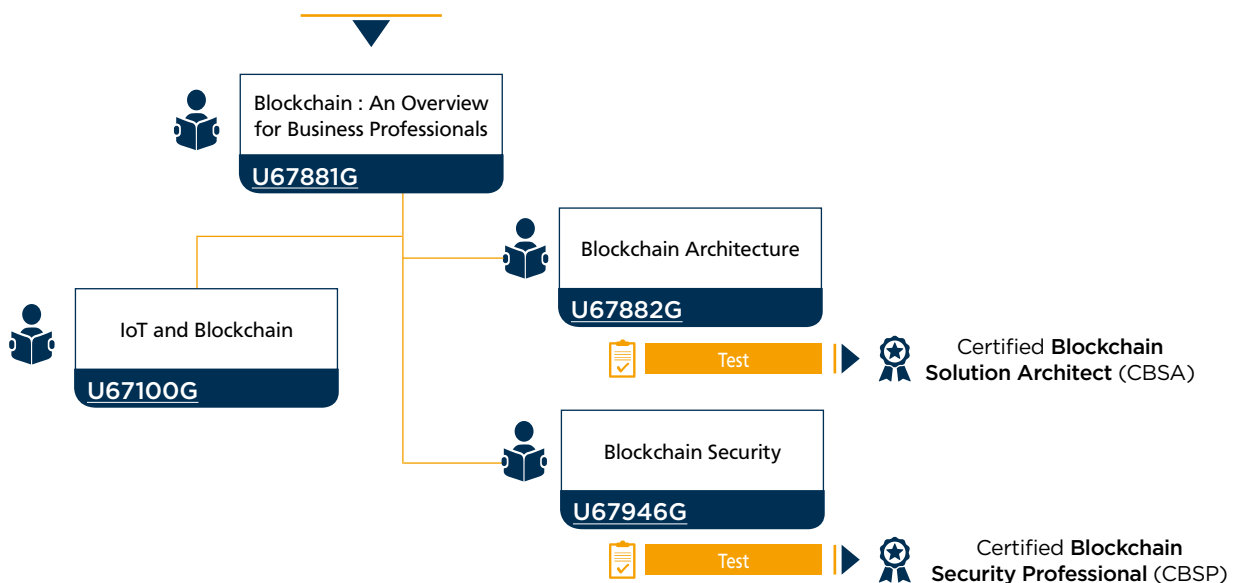 Blockchain : An Overview
for Business Professionals
U67881G
Blockchain Architecture
U67882G
IoT and Blockchain
U67100G
Test
Certified Blockchain
Solution Architect (CBSA)
Blockchain Security
U67946G
Test
Certified Blockchain
Security Professional (CBSP)